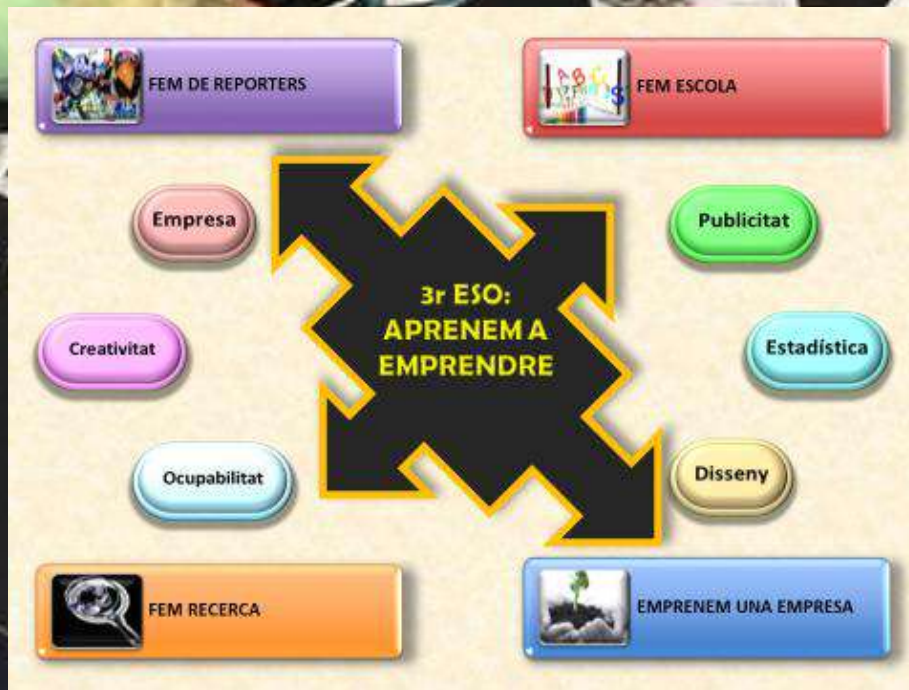 FEM DE REPORTERS
FEM ESCOLA
Empresa
Publicitat
3r ESO:
APRENEM A
EMPRENDRE
Creativitat
Estadística
Ocupabilitat
Disseny
FEM RECERCA
EMPRENEM UNA EMPRESA